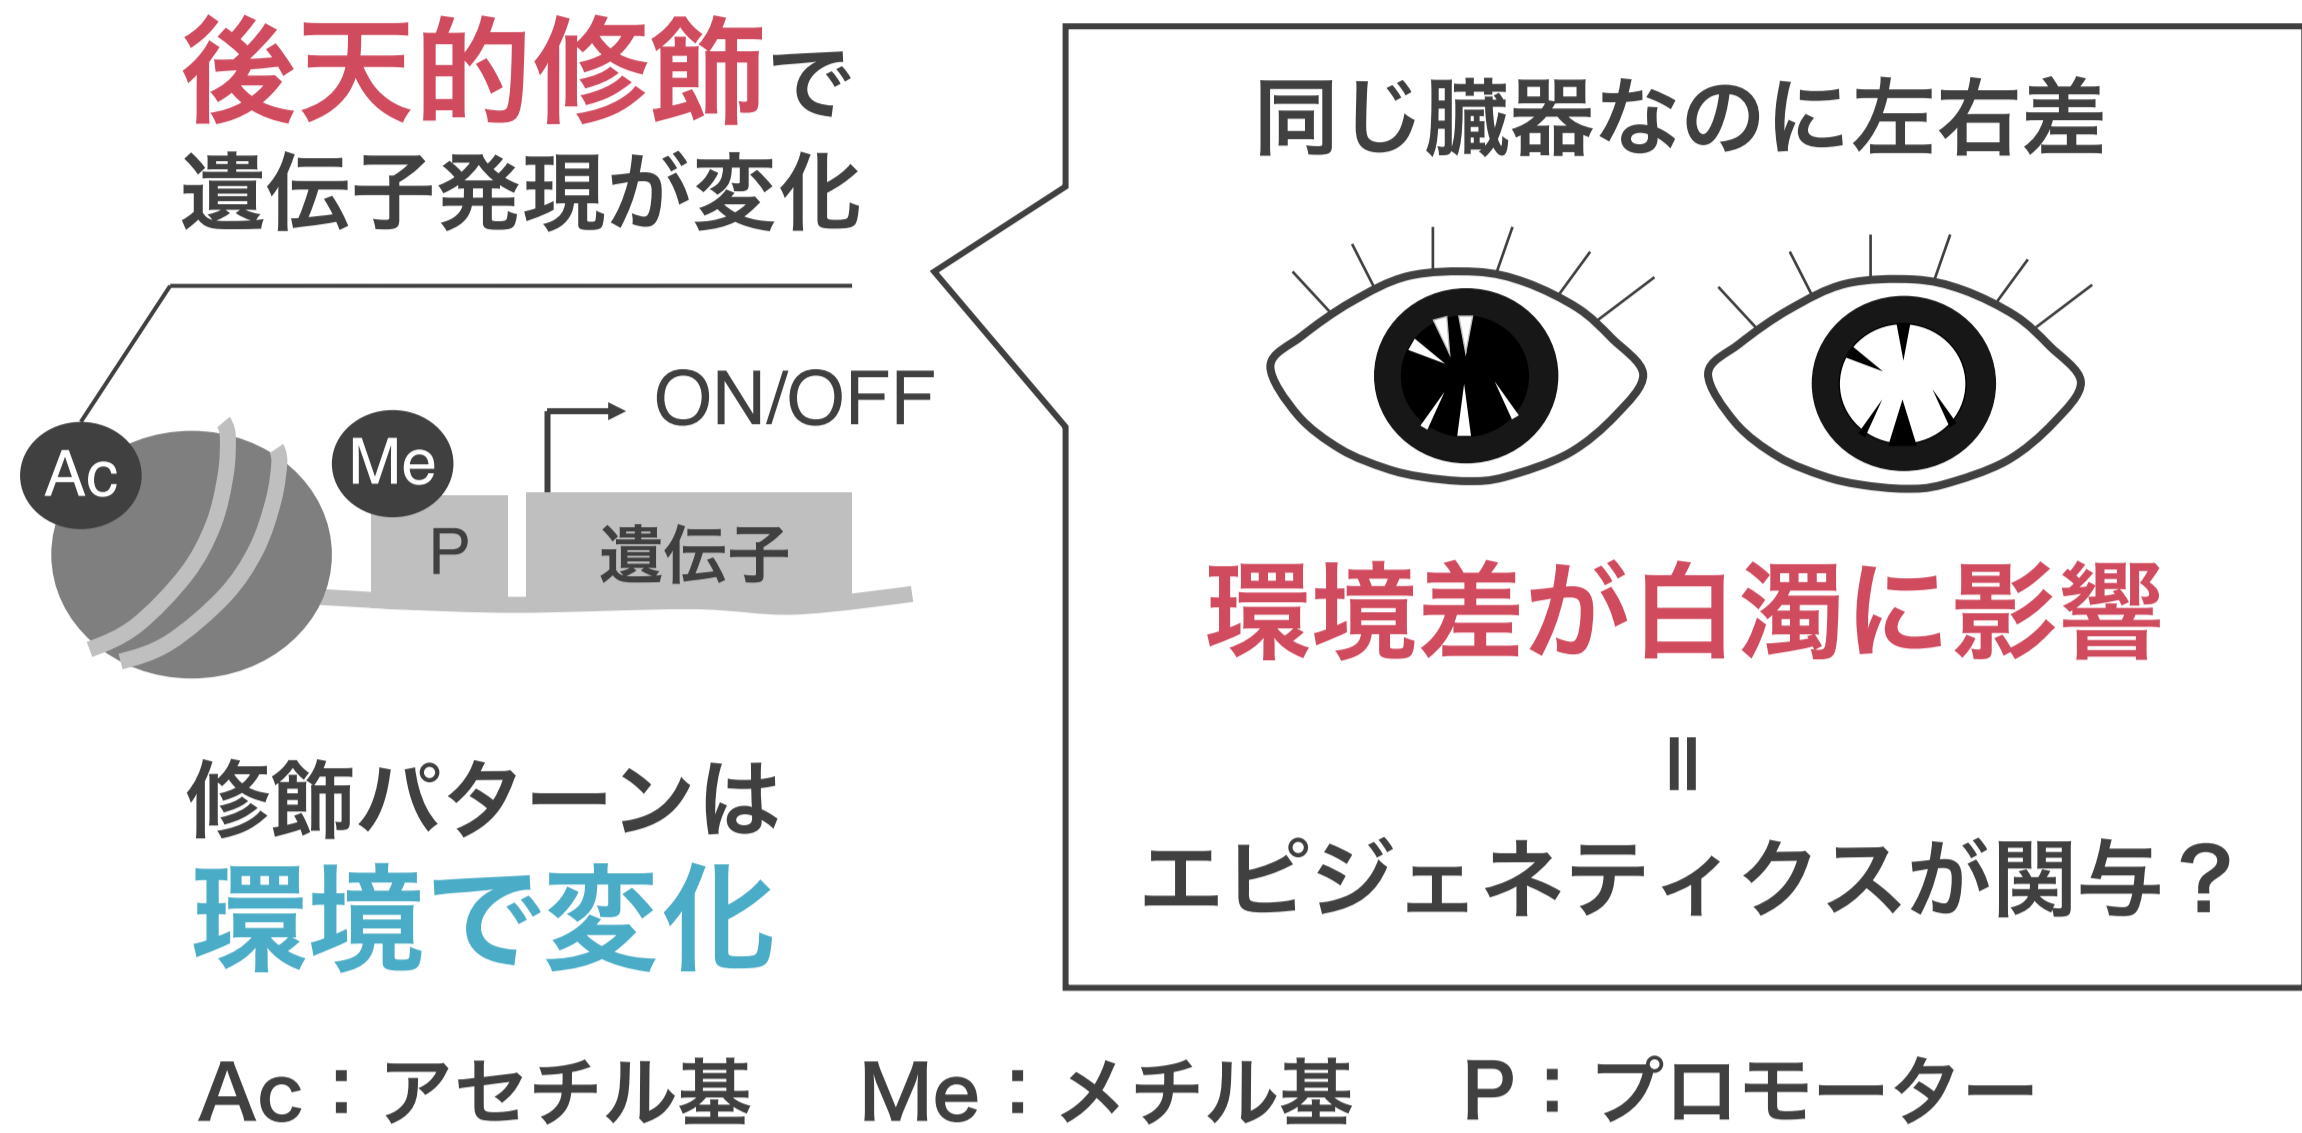 後天的修飾で
遺伝子発現が変化
ON/OFF
Ac
Me
P
遺伝子
修飾パターンは
環境で変化
同じ臓器なのに左右差
環境差が白濁に影響
=
エピジェネティクスが関与？
Ac：アセチル基 Me：メチル基 P：プロモーター